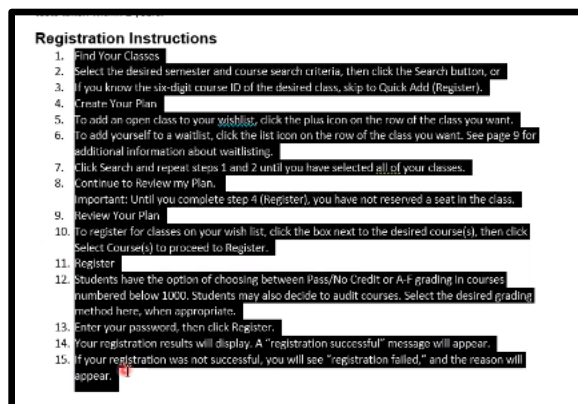 Registration Instructions
1. Find Your Classes
2. Select the desired semester and course search criteria, then click the Search button, or
3. If you know the six-digit course ID of the desired class, skip to Quick Add (Register).
4. Create Your Plan
5. To add an open class to your wishlist, click the plus icon on the row of the class you want.
6. To add yourself to a waitlist, click the list icon on the row of the class you want. See page 9 for
additional information about waitlisting.
7. Click Search and repeat steps 1 and 2 until you have selected all of your classes.
8. Continue to Review my Plan.
Important: Until you complete step 4 (Register), you have not reserved a seat in the class.
9. Review Your Plan
10. To register for classes on your wish list, click the box next to the desired course(s), then click
Select Course(s) to proceed to Register.
11. Register
12. Students have the option of choosing between Pass/No Credit or A-F grading in courses
numbered below 1000. Students may also decide to audit courses. Select the desired grading
method here, when appropriate.
13. Enter your password, then click Register.
14. Your registration results will display. A “registration successful” message will appear.
15. If your registration was not successful, you will see “registration failed,” and the reason will
appear.